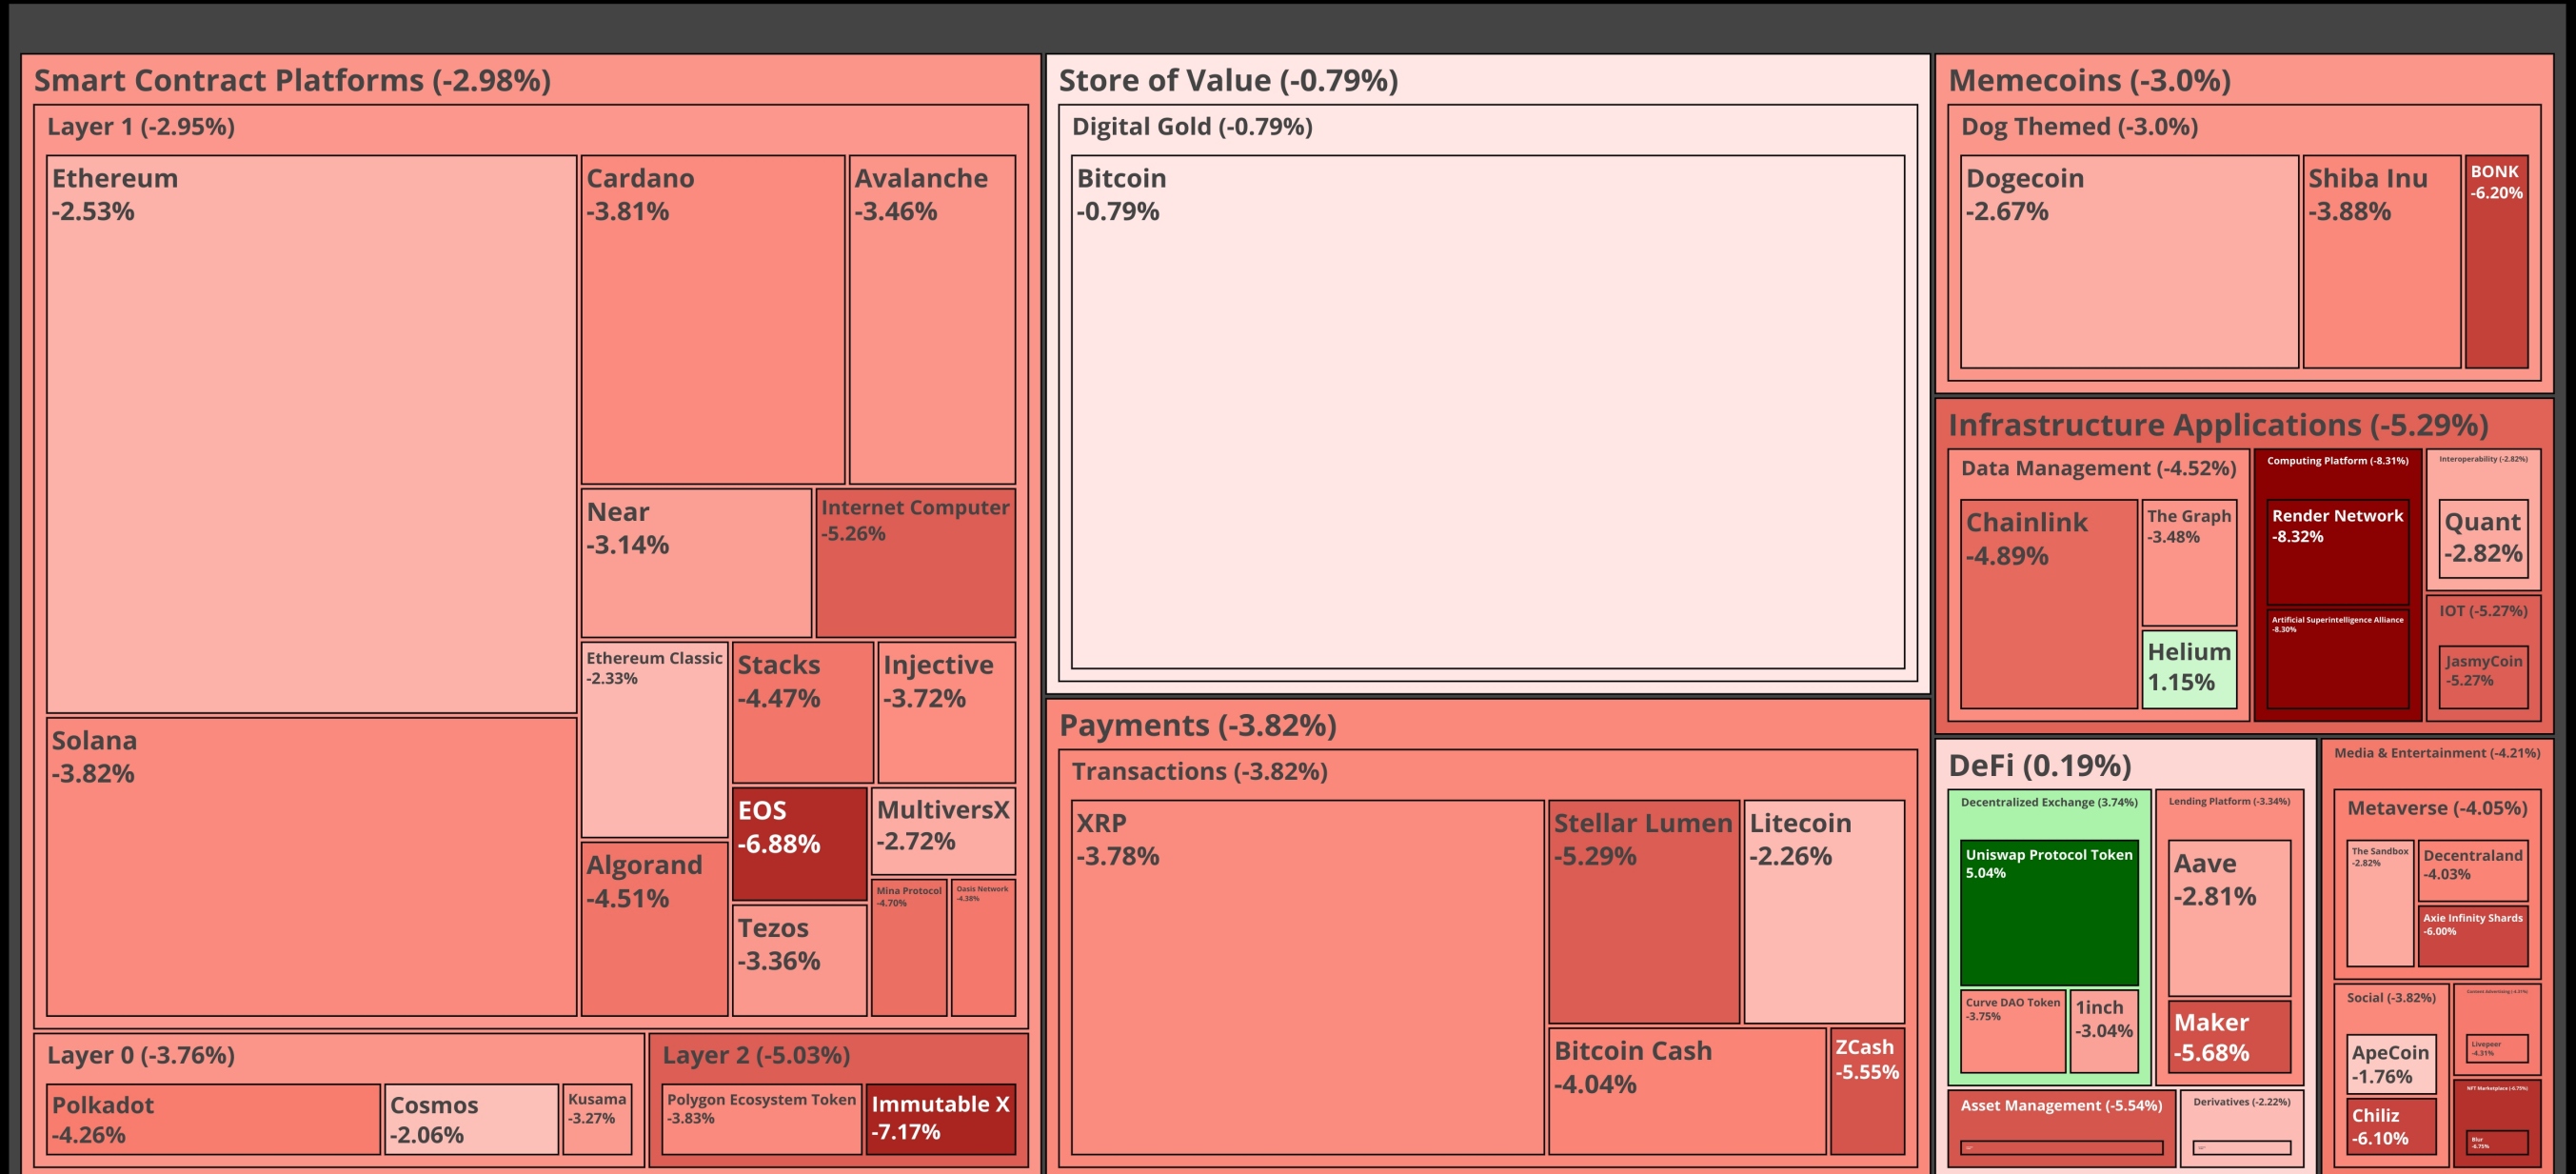 Smart Contract Platforms (-2.98%)
Layer 1 (-2.95%)
Ethereum
-2.53%
Solana
-3.82%
Cardano
-3.81%
Avalanche
-3.46%
Near
-3.14%
Internet Computer
-5.26%
Ethereum Classic
-2.33%
Stacks
-4.47%
Injective
-3.72%
Algorand
-4.51%
EOS
-6.88%
MultiversX
-2.72%
Tezos
-3.36%
Mina Protocol
-4.70%
Oasis Network
-4.38%
Layer 0 (-3.76%)
Polkadot
-4.26%
Cosmos
-2.06%
Kusama
-3.27%
Layer 2 (-5.03%)
Polygon Ecosystem Token
-3.83%
Immutable X
-7.17%
Store of Value (-0.79%)
Digital Gold (-0.79%)
Bitcoin
-0.79%
Payments (-3.82%)
Transactions (-3.82%)
XRP
-3.78%
Stellar Lumen
-5.29%
Litecoin
-2.26%
Bitcoin Cash
-4.04%
ZCash
-5.55%
Memecoins (-3.0%)
Dog Themed (-3.0%)
Dogecoin
-2.67%
Shiba Inu
-3.88%
BONK
-6.20%
Infrastructure Applications (-5.29%)
Data Management (-4.52%)
Chainlink
-4.89%
The Graph
-3.48%
Helium
1.15%
Computing Platform (-8.31%)
Render Network
-8.32%
Artificial Superintelligence Alliance
-8.30%
Interoperability (-2.82%)
Quant
-2.82%
IOT (-5.27%)
JasmyCoin
-5.27%
DeFi (0.19%)
Decentralized Exchange (3.74%)
Uniswap Protocol Token
5.04%
Curve DAO Token
-3.75%
1inch
-3.04%
Lending Platform (-3.34%)
Aave
-2.81%
Maker
-5.68%
Asset Management (-5.54%)
Derivatives (-2.22%)
Media & Entertainment (-4.21%)
Metaverse (-4.05%)
The Sandbox
-2.82%
Decentraland
-4.03%
Axie Infinity Shards
-6.00%
Social (-3.82%)
ApeCoin
-1.76%
Chiliz
-6.10%
Livepeer
-4.31%
NFT Marketplace (-6.75%)
Blur
-6.75%